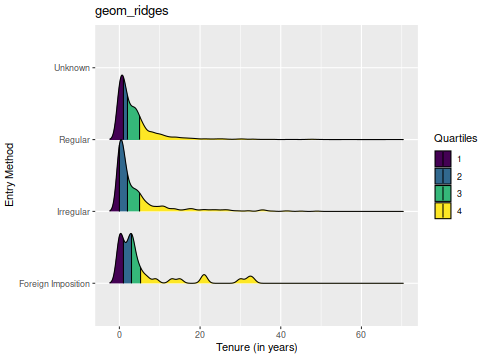 geom_ridges
Entry Method
Unknown
Regular
Irregular
Foreign Imposition
0 20 40 60
Tenure (in years)
Quartiles
1
2
3
4